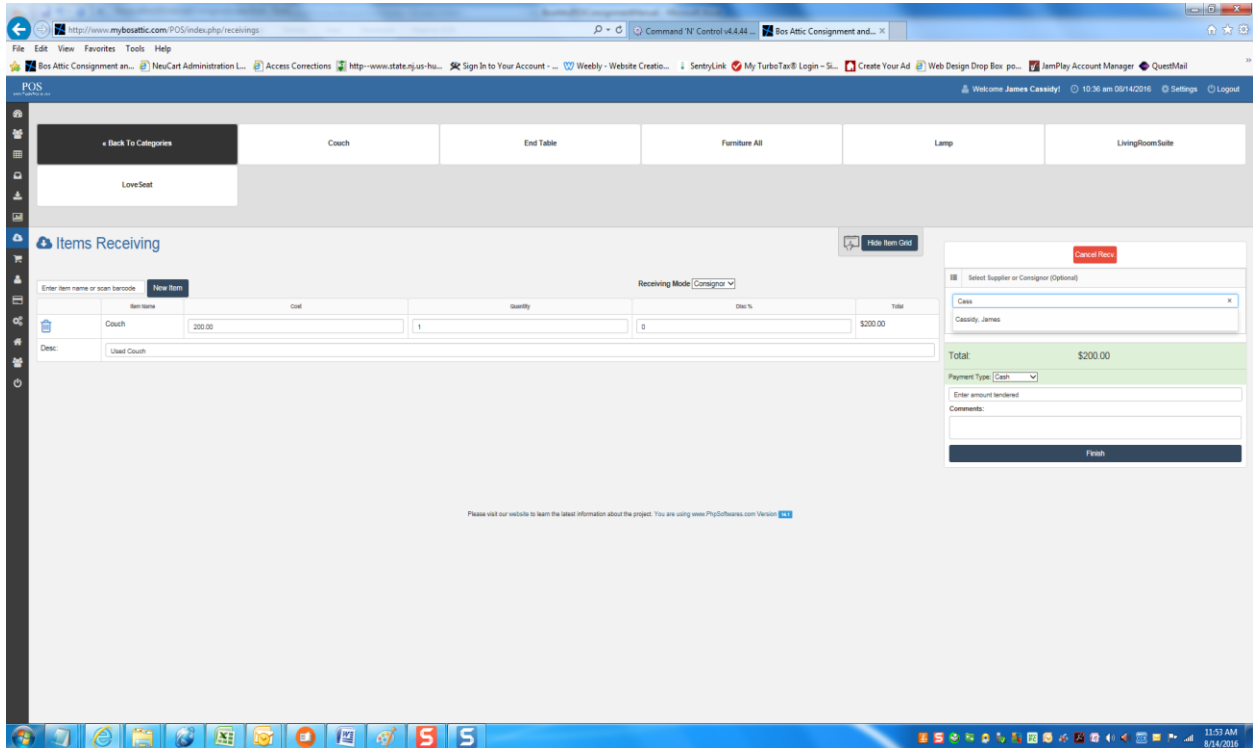 http://www.mybosattic.com/POS/index.php/receivings
Command 'N' Control v4.4.44 ...
Bos Attic Consignment and... ×
File Edit View Favorites Tools Help
Bos Attic Consignment an... NeuCart Administration L... Access Corrections http--www.state.nj.us-hu... Sign In to Your Account - ... Weebly - Website Creatio... SentryLink My TurboTax® Login – Si... Create Your Ad Web Design Drop Box po... JamPlay Account Manager QuestMail
POS
Welcome James Cassidy! 10:36 am 08/14/2016 Settings Logout
« Back To Categories Couch End Table Furniture All Lamp LivingRoomSuite
LoveSeat
Items Receiving
Hide Item Grid
Cancel Recv.
Select Supplier or Consignor (Optional)
Enter item name or scan barcode New Item
Receiving Mode Consignor
Cass ×
Cassidy, James
Item Name Cost Quantity Disc % Total
Couch 200.00 1 0 $200.00
Desc: Used Couch
Total: $200.00
Payment Type: Cash
Enter amount tendered
Comments:
Finish
Please visit our website to learn the latest information about the project. You are using www.PhpSoftwares.com Version
11:53 AM
8/14/2016